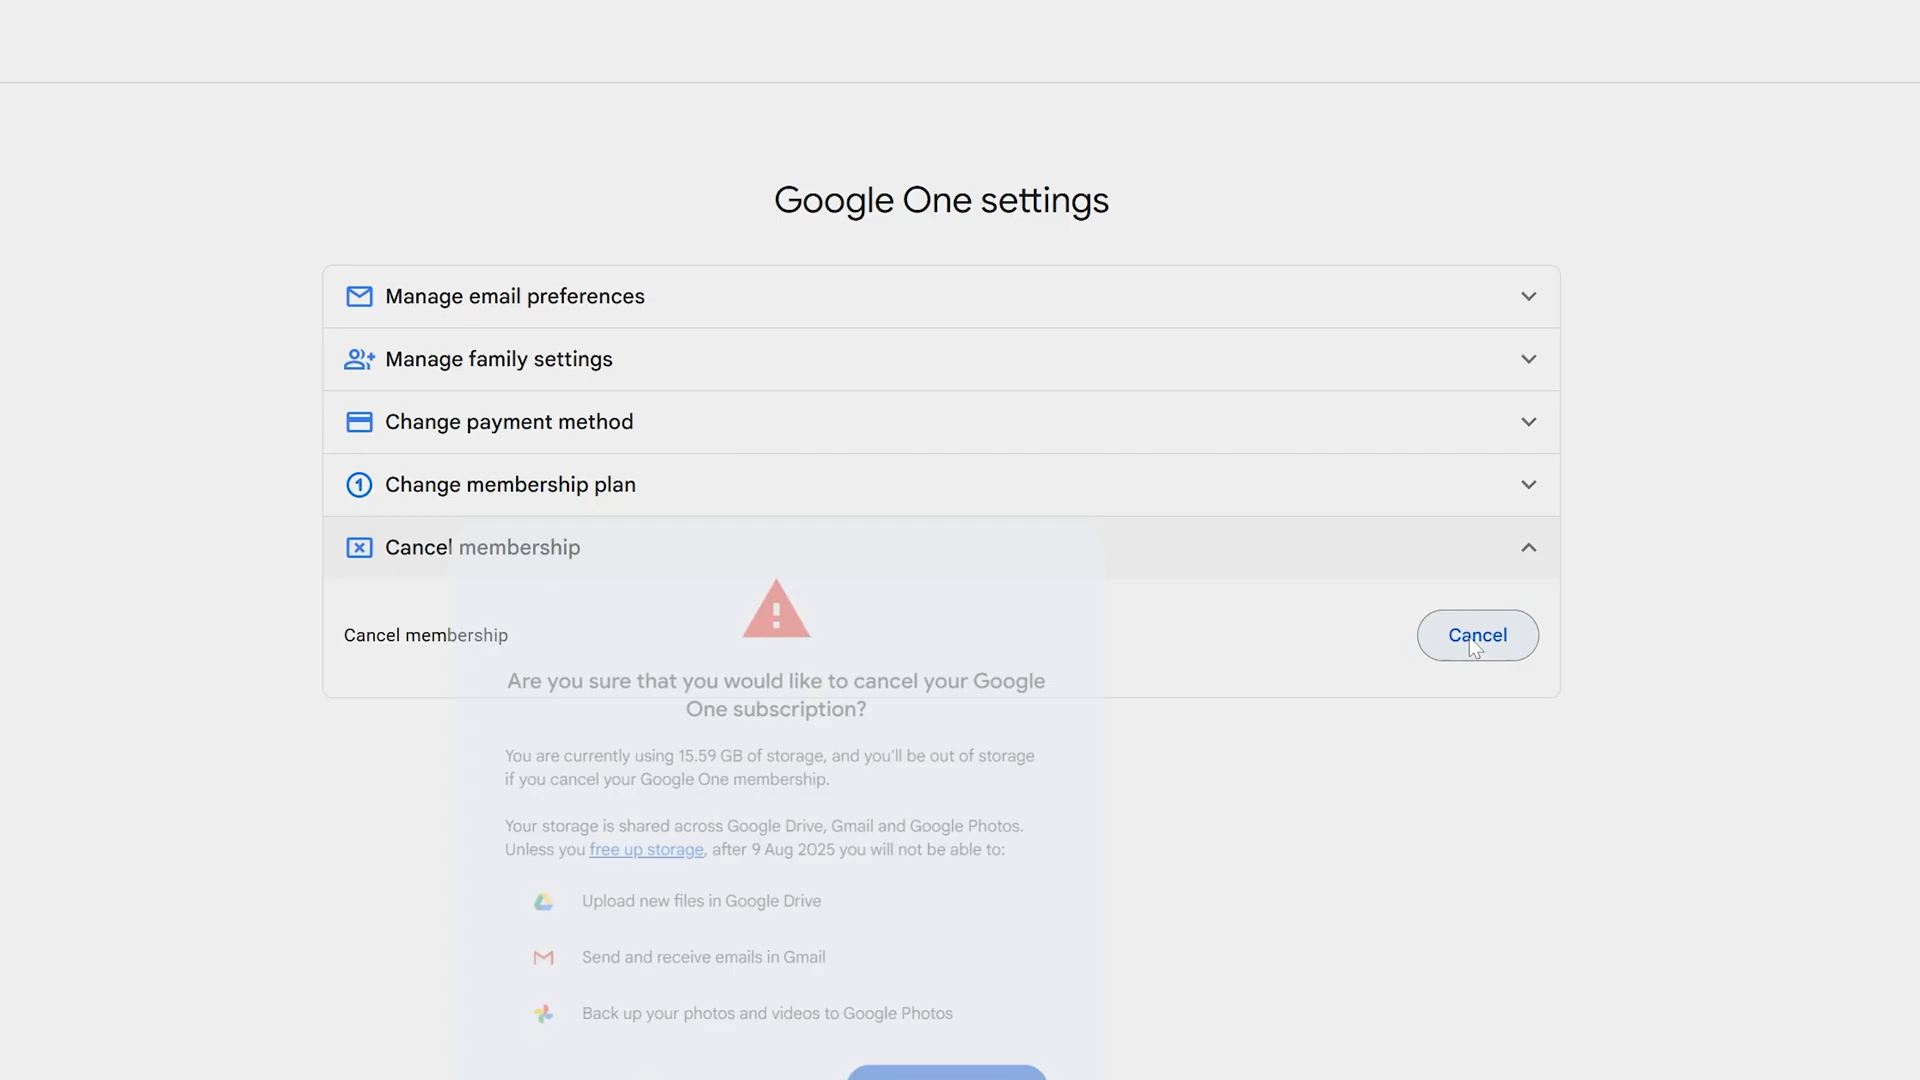 Google One settings
Manage email preferences
Manage family settings
Change payment method
Change membership plan
Cancel membership
Cancel membership
Cancel
Are you sure that you would like to cancel your Google
One subscription?
You are currently using 15.59 GB of storage, and you'll be out of storage
if you cancel your Google One membership.
Your storage is shared across Google Drive, Gmail and Google Photos.
Unless you free up storage, after 9 Aug 2025 you will not be able to:
Upload new files in Google Drive
Send and receive emails in Gmail
Back up your photos and videos to Google Photos